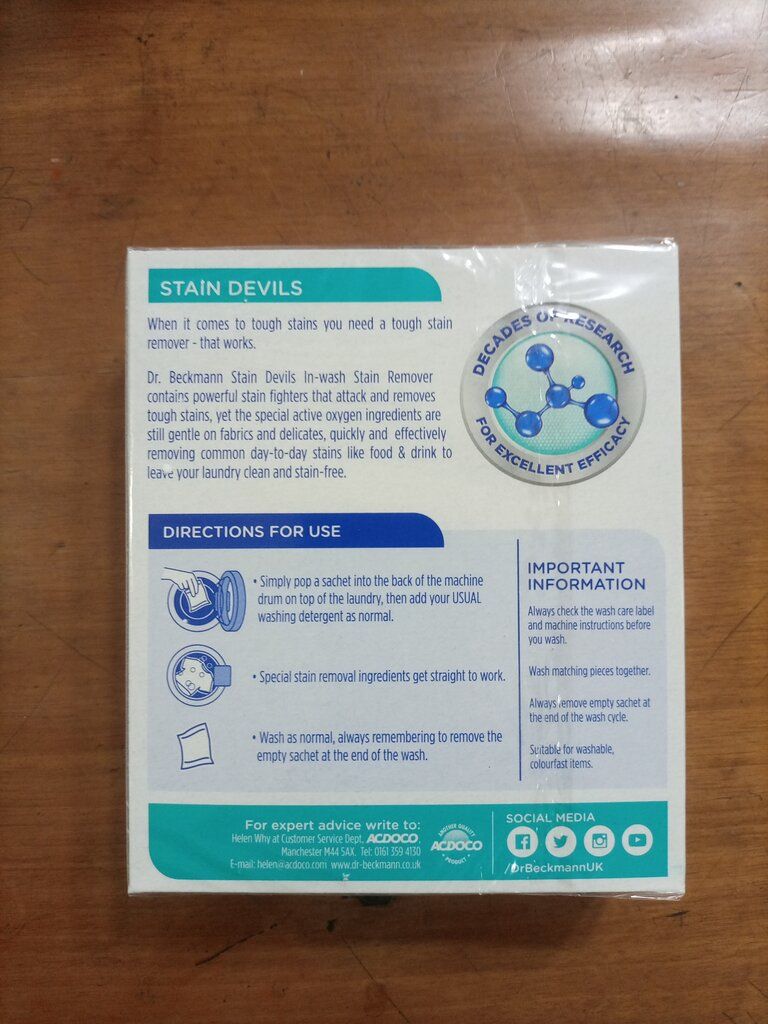 STAIN DEVILS
When it comes to tough stains you need a tough stain
remover - that works.
Dr. Beckmann Stain Devils In-wash Stain Remover
contains powerful stain fighters that attack and removes
tough stains, yet the special active oxygen ingredients are
still gentle on fabrics and delicates, quickly and effectively
removing common day-to-day stains like food & drink to
leave your laundry clean and stain-free.
DECADES OF RESEARCH
FOR EXCELLENT EFFICACY
DIRECTIONS FOR USE
• Simply pop a sachet into the back of the machine
drum on top of the laundry, then add your USUAL
washing detergent as normal.
• Special stain removal ingredients get straight to work.
• Wash as normal, always remembering to remove the
empty sachet at the end of the wash.
IMPORTANT
INFORMATION
Always check the wash care label
and machine instructions before
you wash.
Wash matching pieces together.
Always remove empty sachet at
the end of the wash cycle.
Suitable for washable,
colourfast items.
For expert advice write to:
Helen Why at Customer Service Dept, ACDOCO,
Manchester M44 5AX. Tel: 0161 359 4130
E-mail: helen@acdoco.com www.dr-beckmann.co.uk
ANOTHER QUALITY
ACDOCO
PRODUCT
SOCIAL MEDIA
/DrBeckmannUK